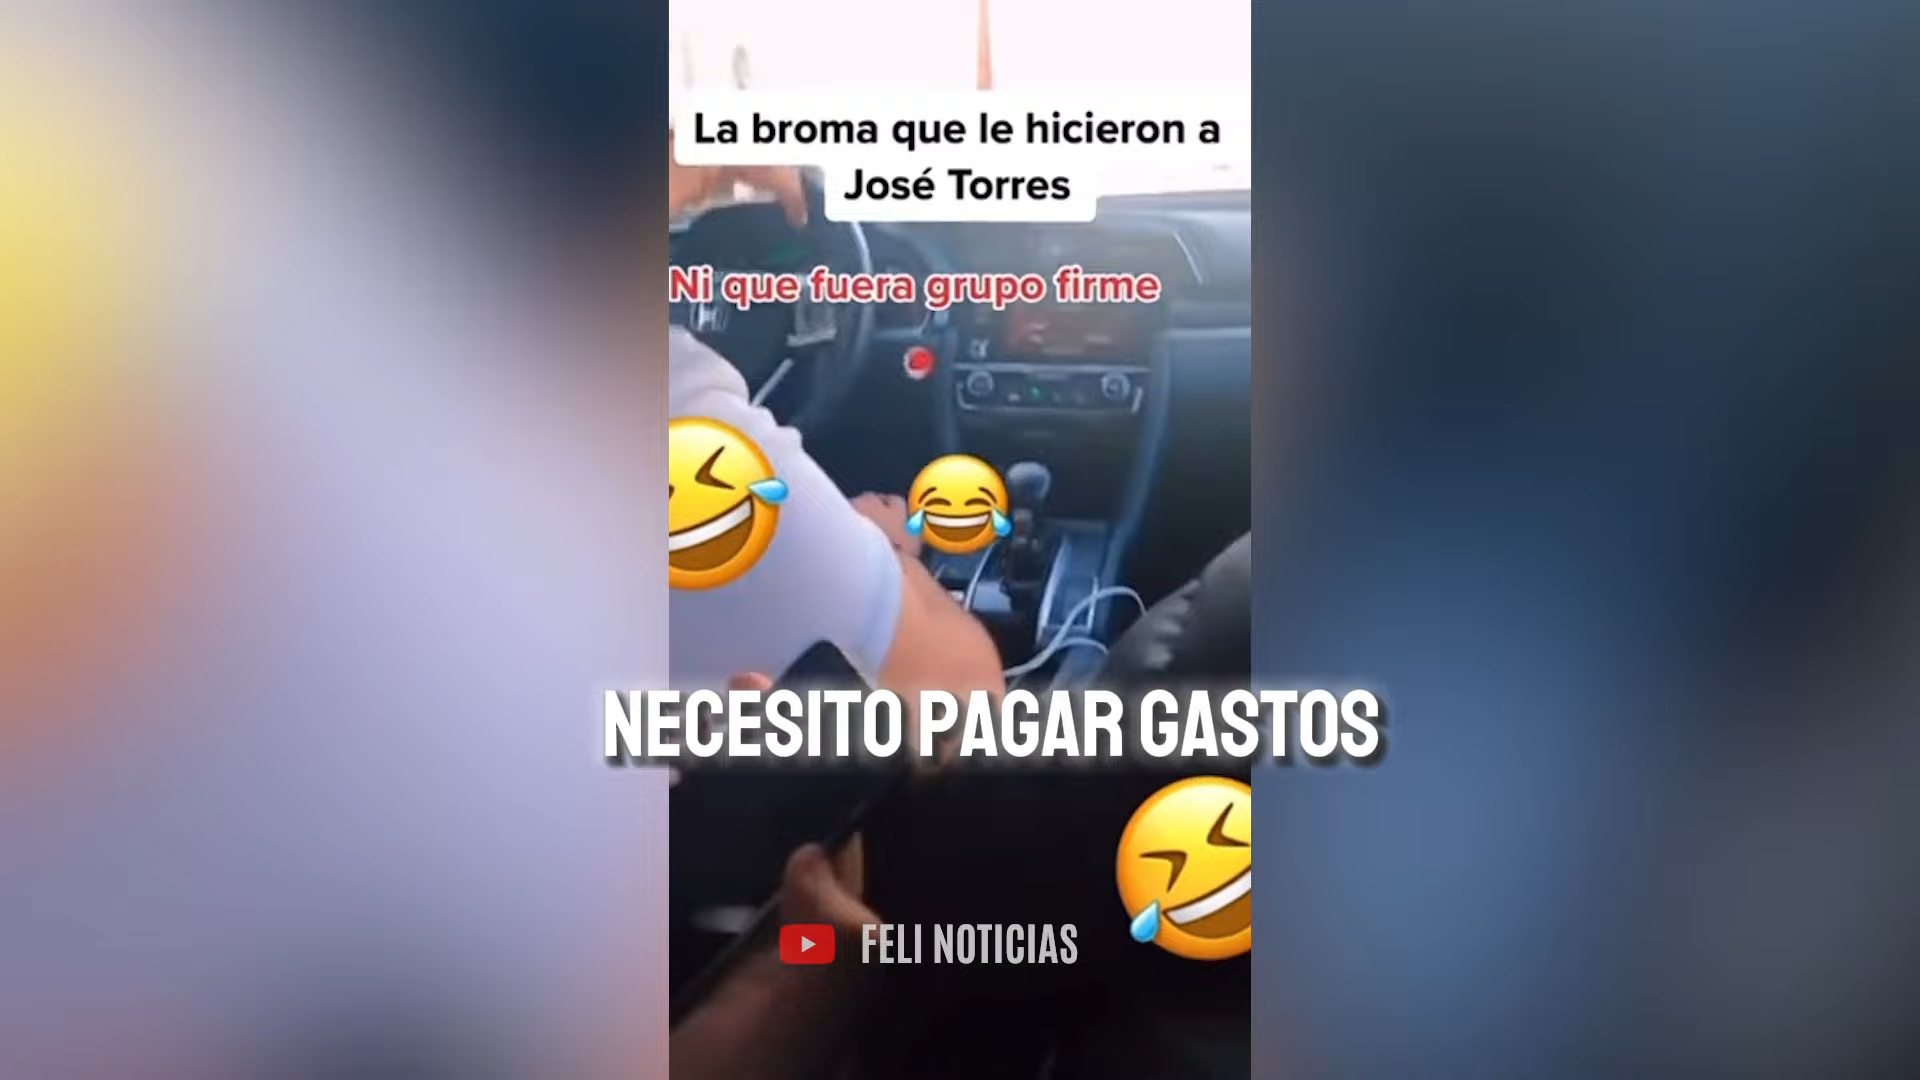 La broma que le hicieron a
José Torres
Ni que fuera grupo firme
NECESITO PAGAR GASTOS
FELI NOTICIAS